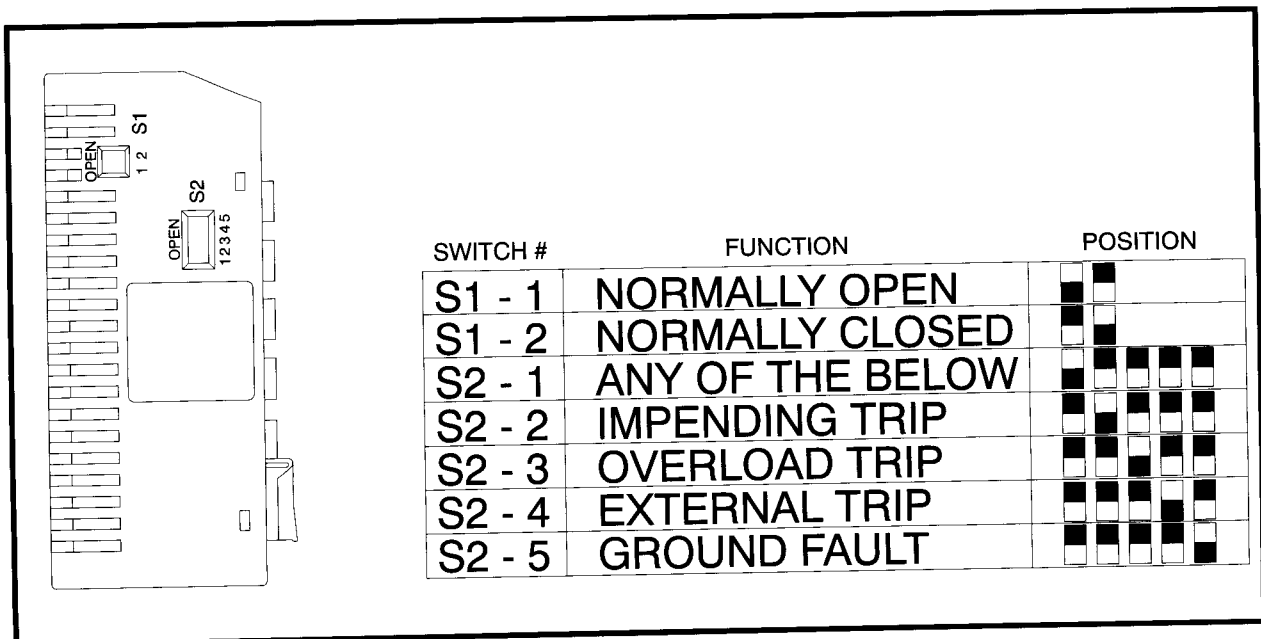 OPEN
1 2
S1
OPEN
12345
S2
SWITCH # FUNCTION POSITION
S1 - 1 NORMALLY OPEN
S1 - 2 NORMALLY CLOSED
S2 - 1 ANY OF THE BELOW
S2 - 2 IMPENDING TRIP
S2 - 3 OVERLOAD TRIP
S2 - 4 EXTERNAL TRIP
S2 - 5 GROUND FAULT